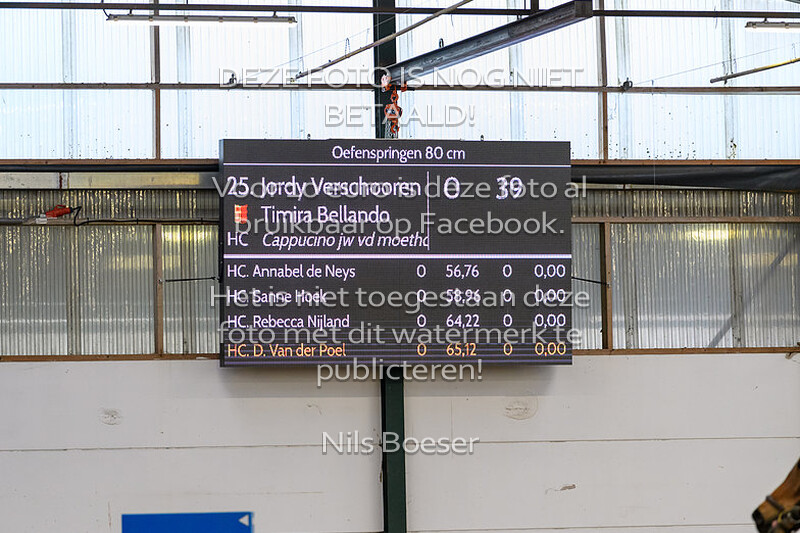 DEZE FOTO IS NOG NIET
BETAALD!
Oefenspringen 80 cm
25 Jordy Verschooren 0 39
Timira Bellando
HC Cappucino jw vd moetho
Voor € is deze foto al
bruikbaar op Facebook.
HC. Annabel de Neys 0 56,76 0 0,00
HC. Sanne Hoek 0 58,96 0 0,00
Het is niet toegestaan deze
HC. Rebecca Nijland 0 64,22 0 0,00
foto met dit watermerk te
HC. D. Van der Poel 0 65,12 0 0,00
publiceren!
Nils Boeser